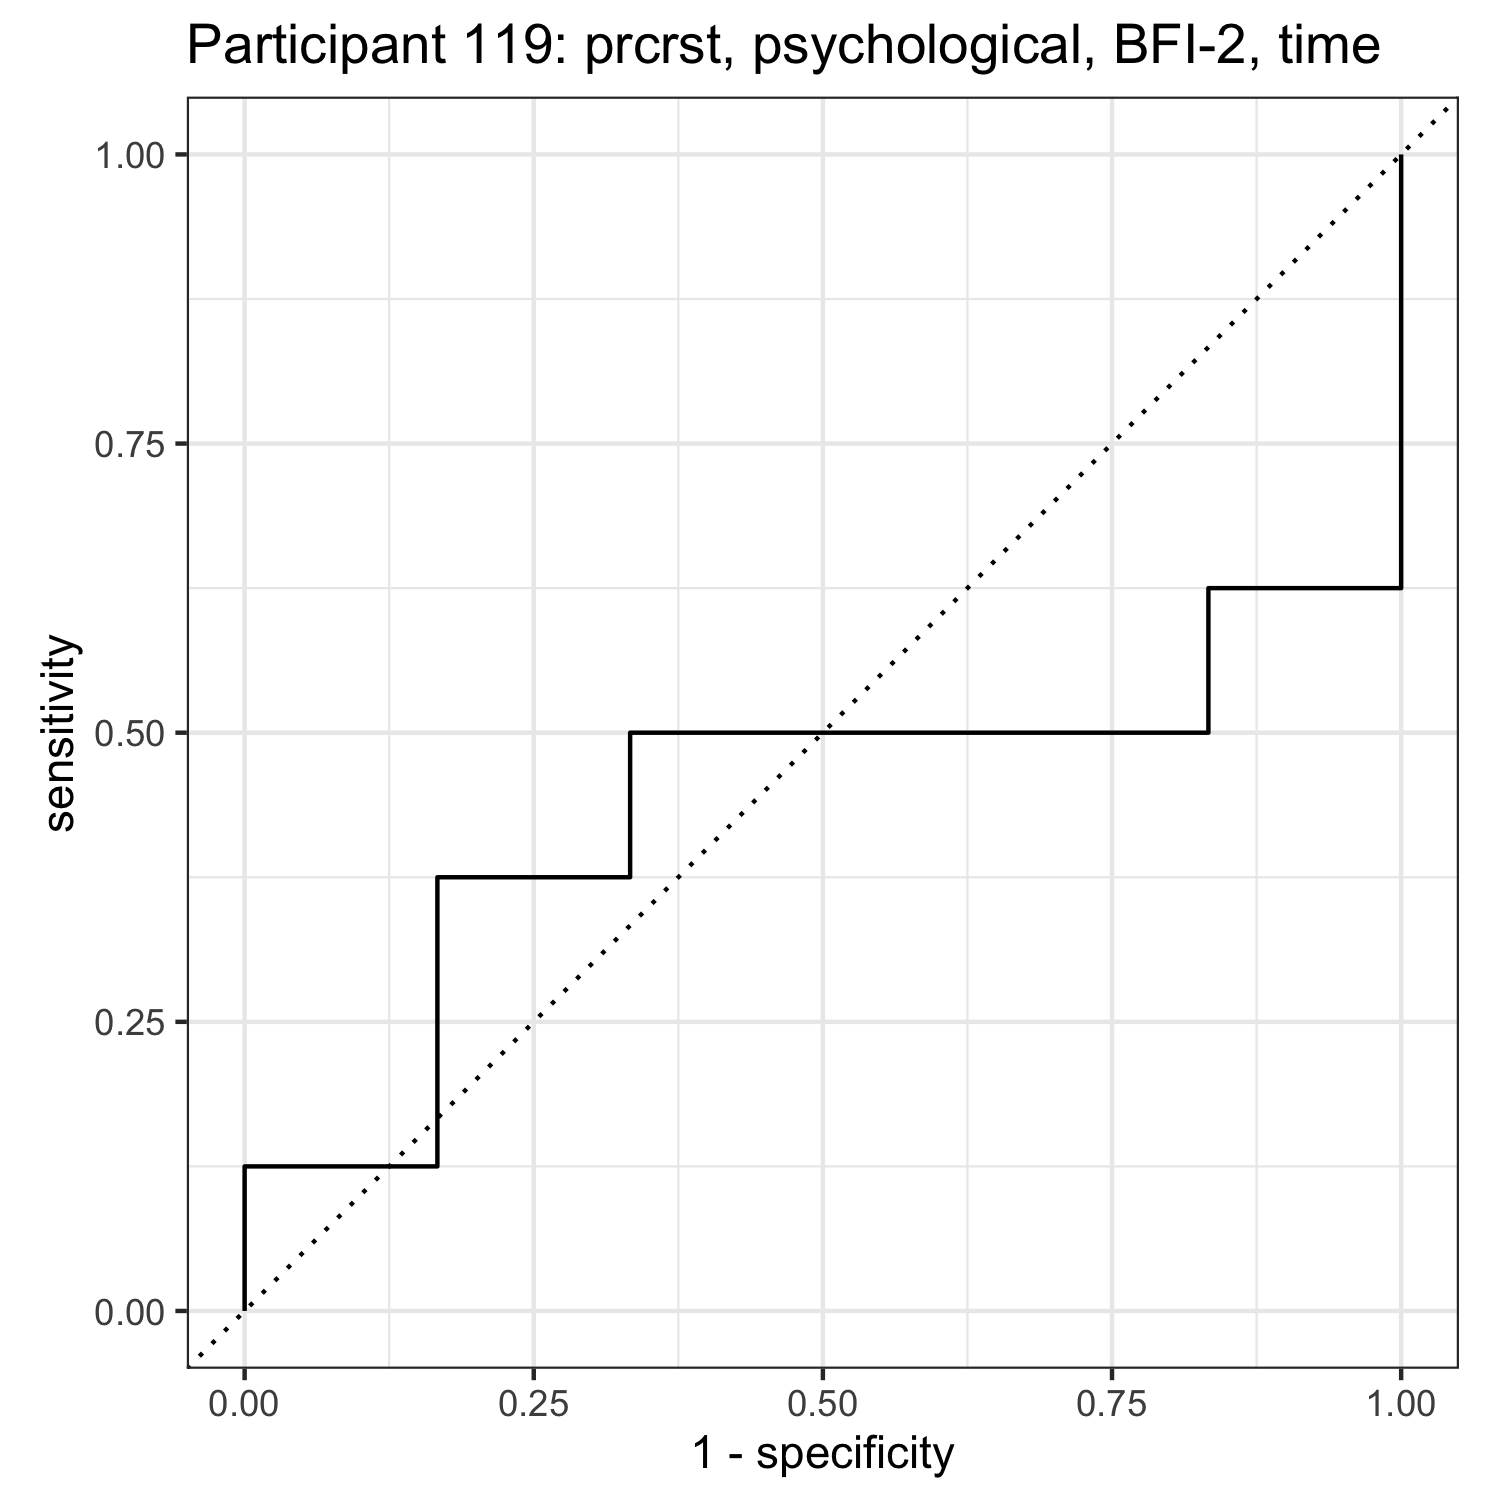 Participant 119: prcrst, psychological, BFI-2, time
1.00
0.75
0.50
0.25
0.00
sensitivity
0.00 0.25 0.50 0.75 1.00
1 - specificity